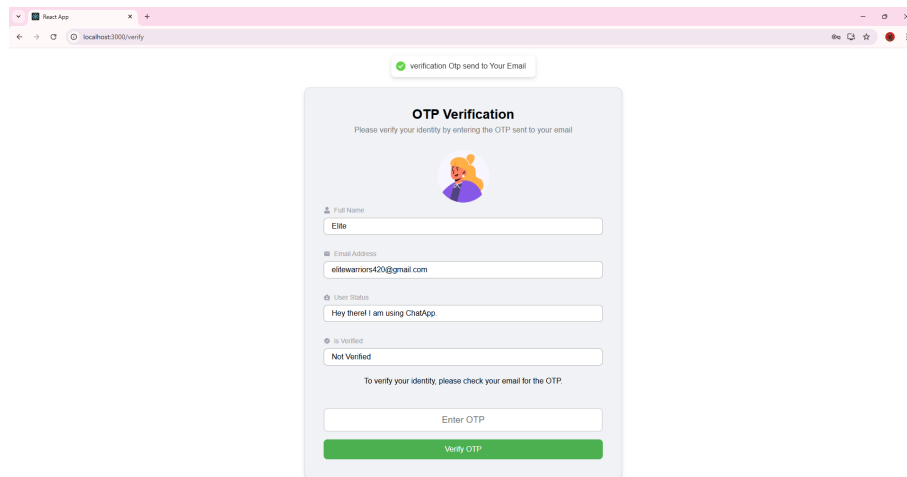 React App
localhost:3000/verify
verification Otp send to Your Email
OTP Verification
Please verify your identity by entering the OTP sent to your email
Full Name
Elite
Email Address
elitewarriors420@gmail.com
User Status
Hey there! I am using ChatApp.
Is Verified
Not Verified
To verify your identity, please check your email for the OTP.
Enter OTP
Verify OTP